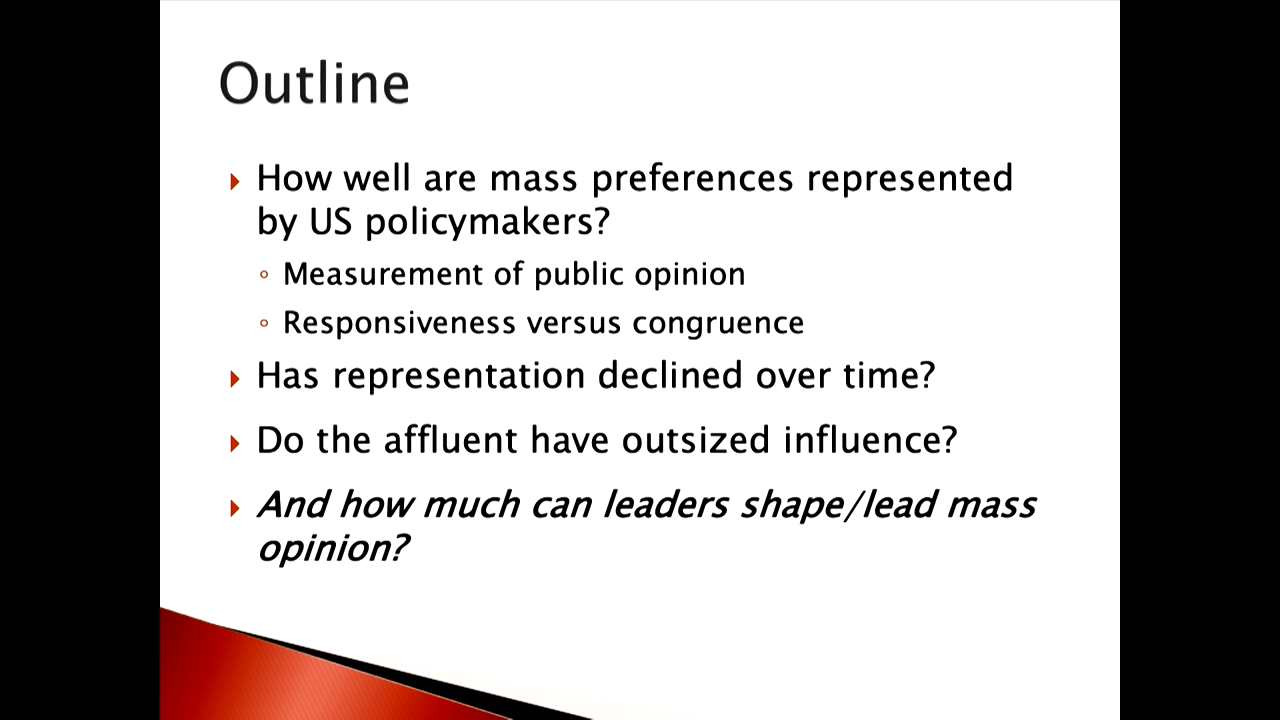 Outline
How well are mass preferences represented
by US policymakers?
Measurement of public opinion
Responsiveness versus congruence
Has representation declined over time?
Do the affluent have outsized influence?
And how much can leaders shape/lead mass
opinion?